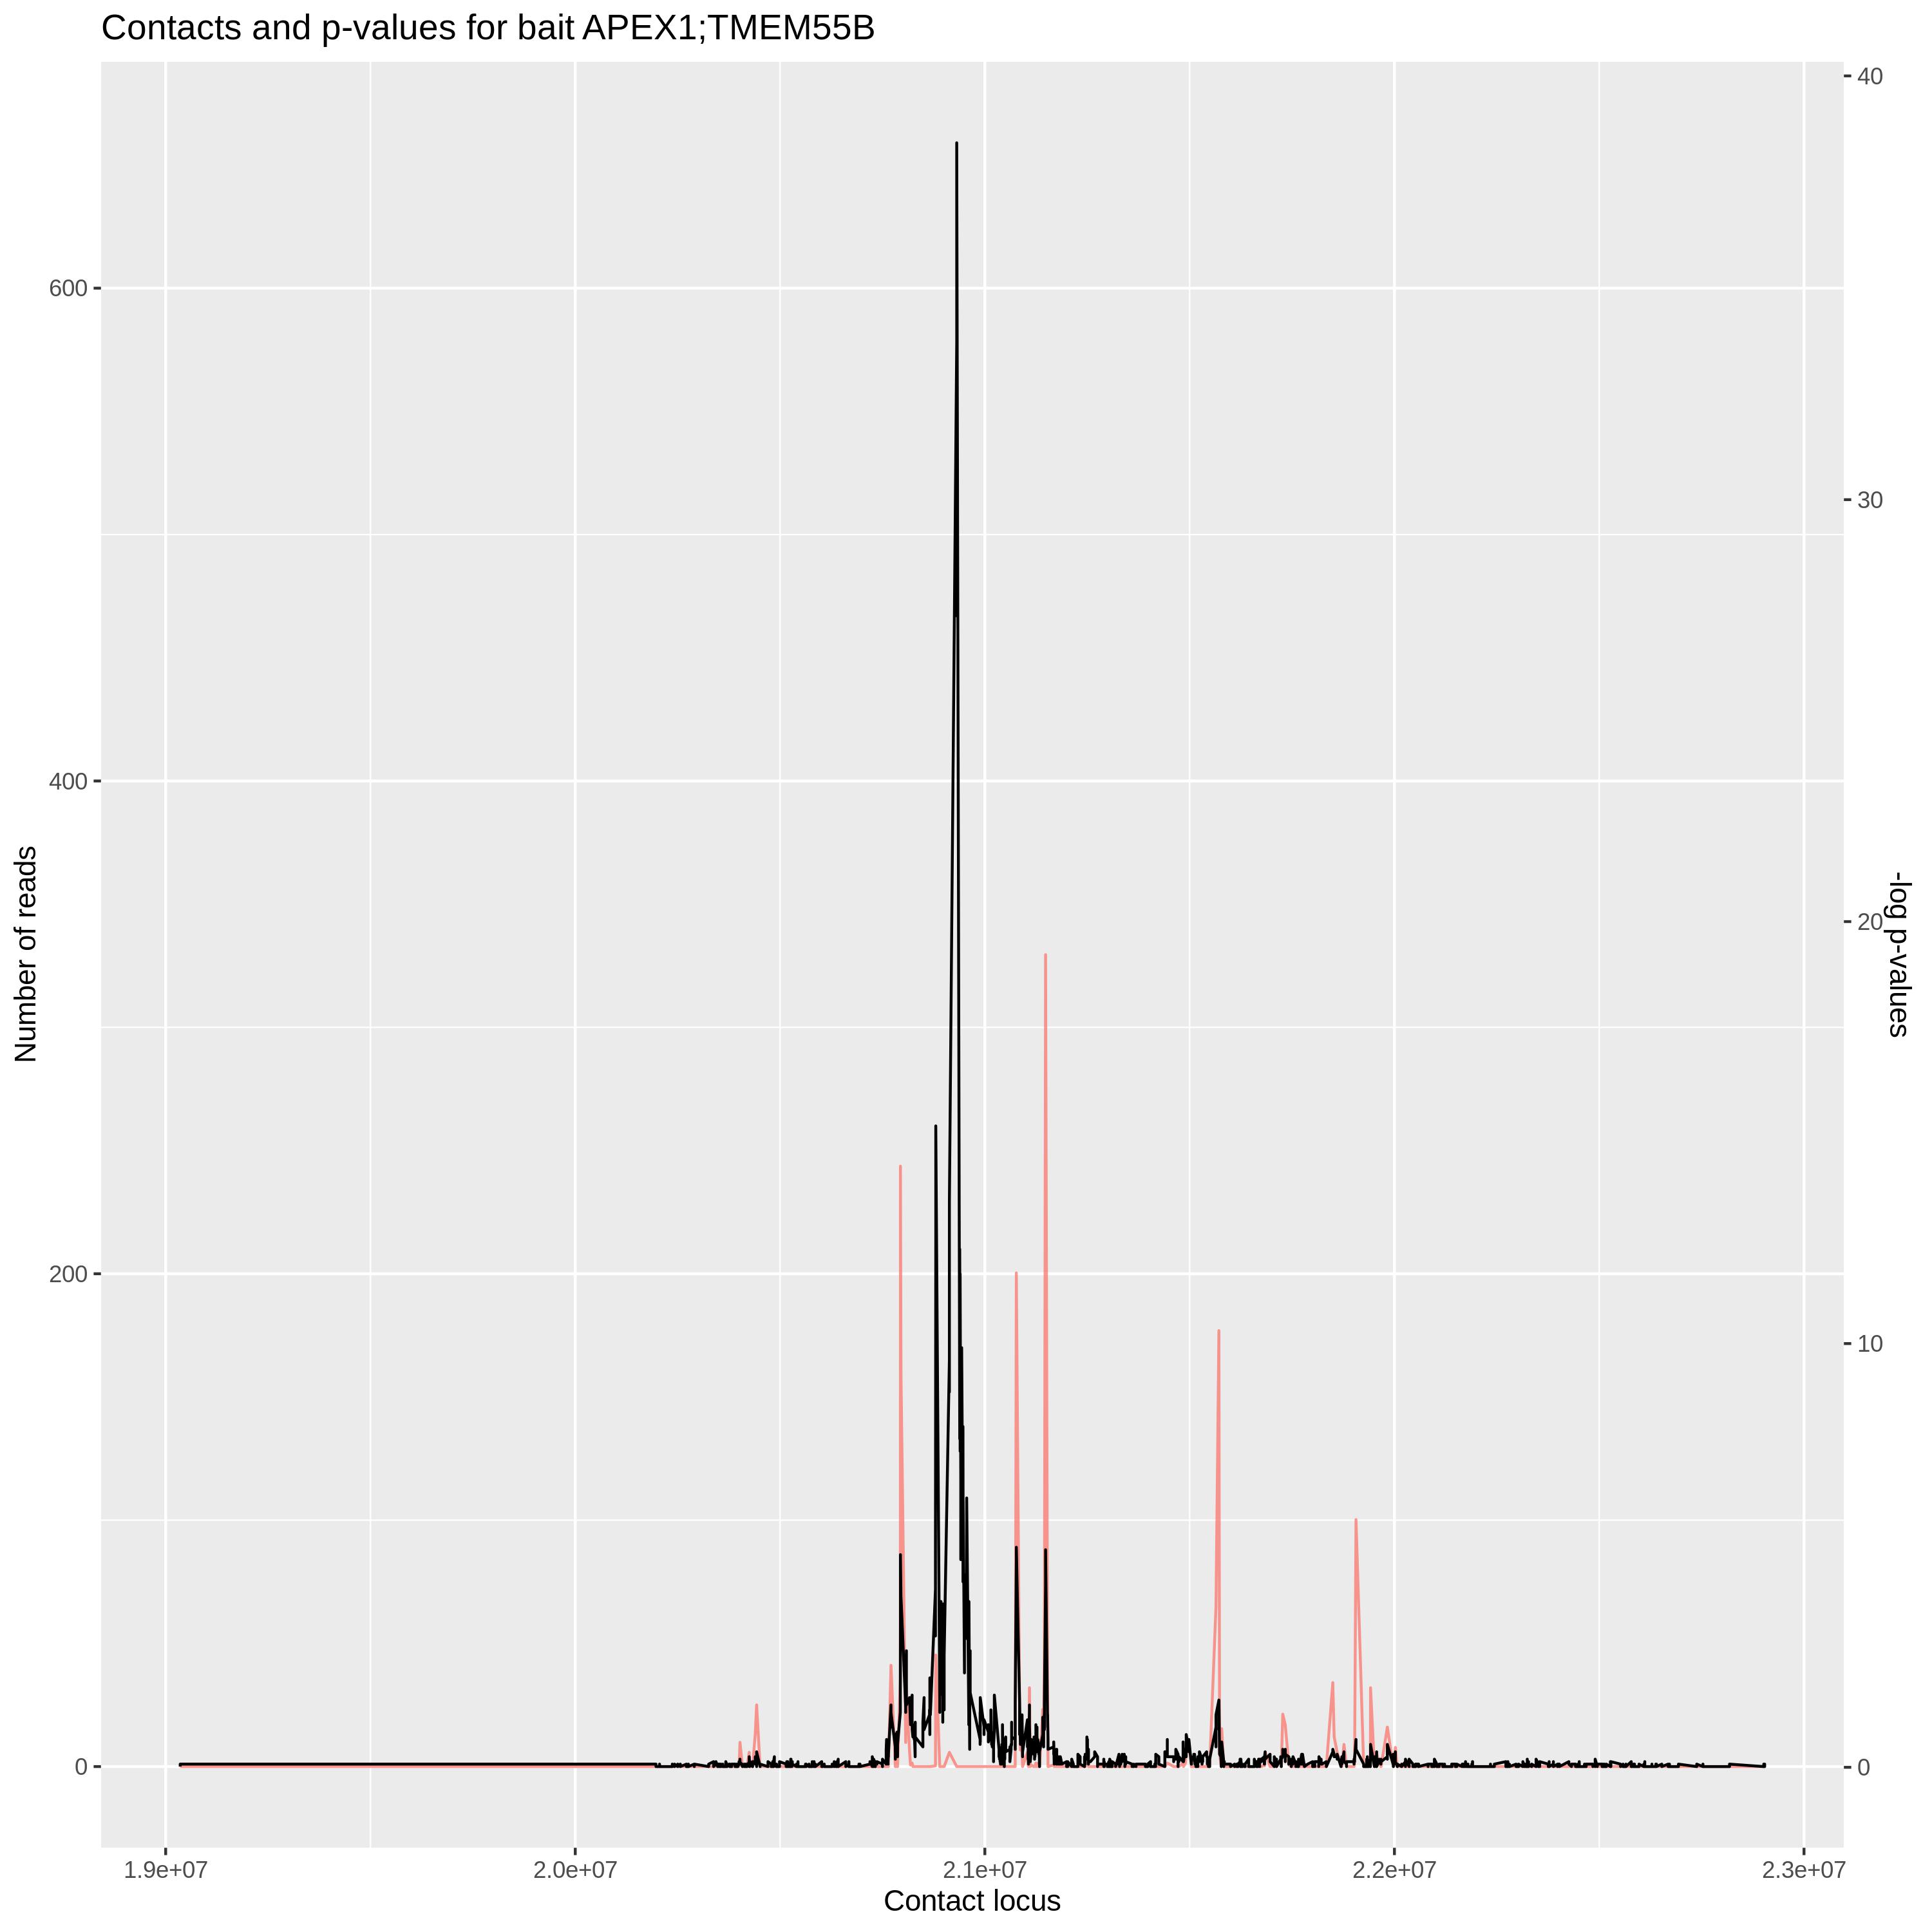 Contacts and p-values for bait APEX1;TMEM55B
40
600
30
400
20
Number of reads
-log p-values
200
10
0
0
1.9e+07
2.0e+07
2.1e+07
2.2e+07
2.3e+07
Contact locus